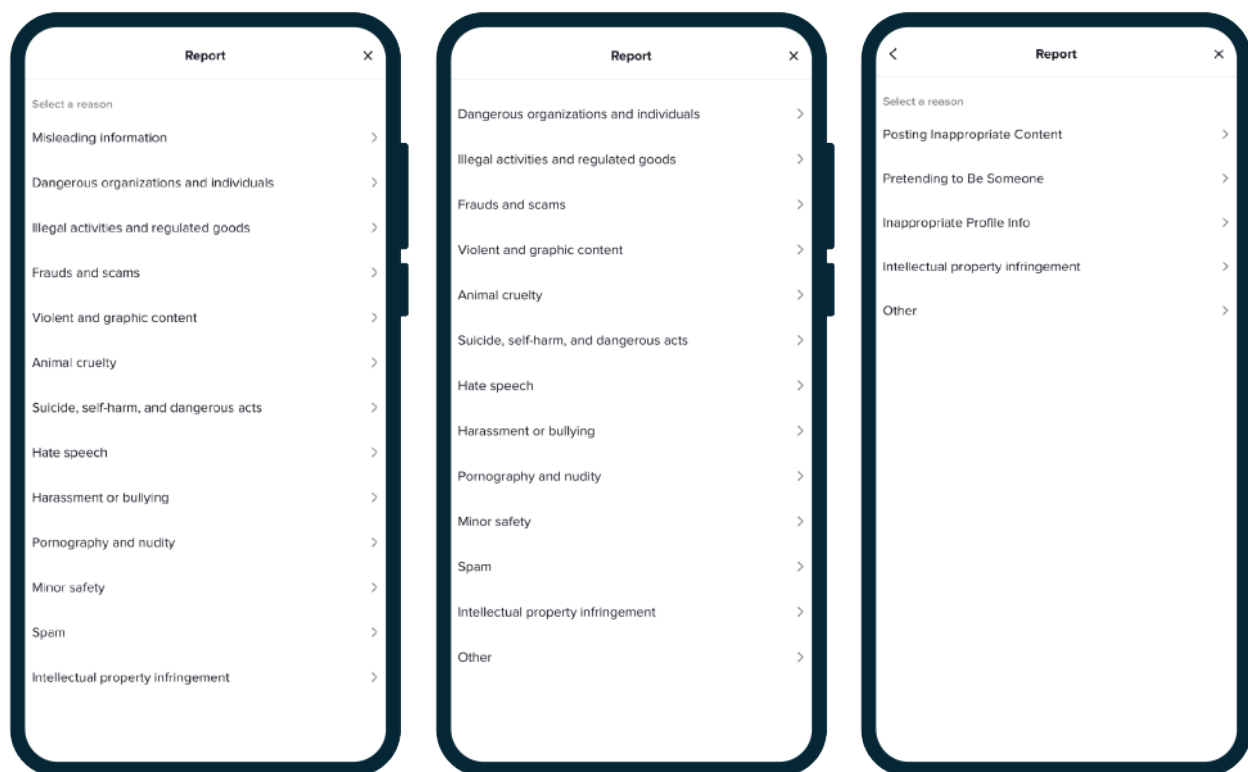 Report
Select a reason
Misleading information
Dangerous organizations and individuals
Illegal activities and regulated goods
Frauds and scams
Violent and graphic content
Animal cruelty
Suicide, self-harm, and dangerous acts
Hate speech
Harassment or bullying
Pornography and nudity
Minor safety
Spam
Intellectual property infringement
Report
Dangerous organizations and individuals
Illegal activities and regulated goods
Frauds and scams
Violent and graphic content
Animal cruelty
Suicide, self-harm, and dangerous acts
Hate speech
Harassment or bullying
Pornography and nudity
Minor safety
Spam
Intellectual property infringement
Other
Report
Select a reason
Posting Inappropriate Content
Pretending to Be Someone
Inappropriate Profile Info
Intellectual property infringement
Other